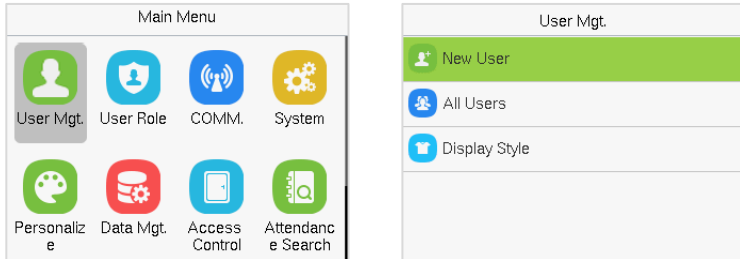 Main Menu
User Mgt.
User Role
COMM.
System
Personaliz
e
Data Mgt.
Access
Control
Attendanc
e Search
User Mgt.
New User
All Users
Display Style